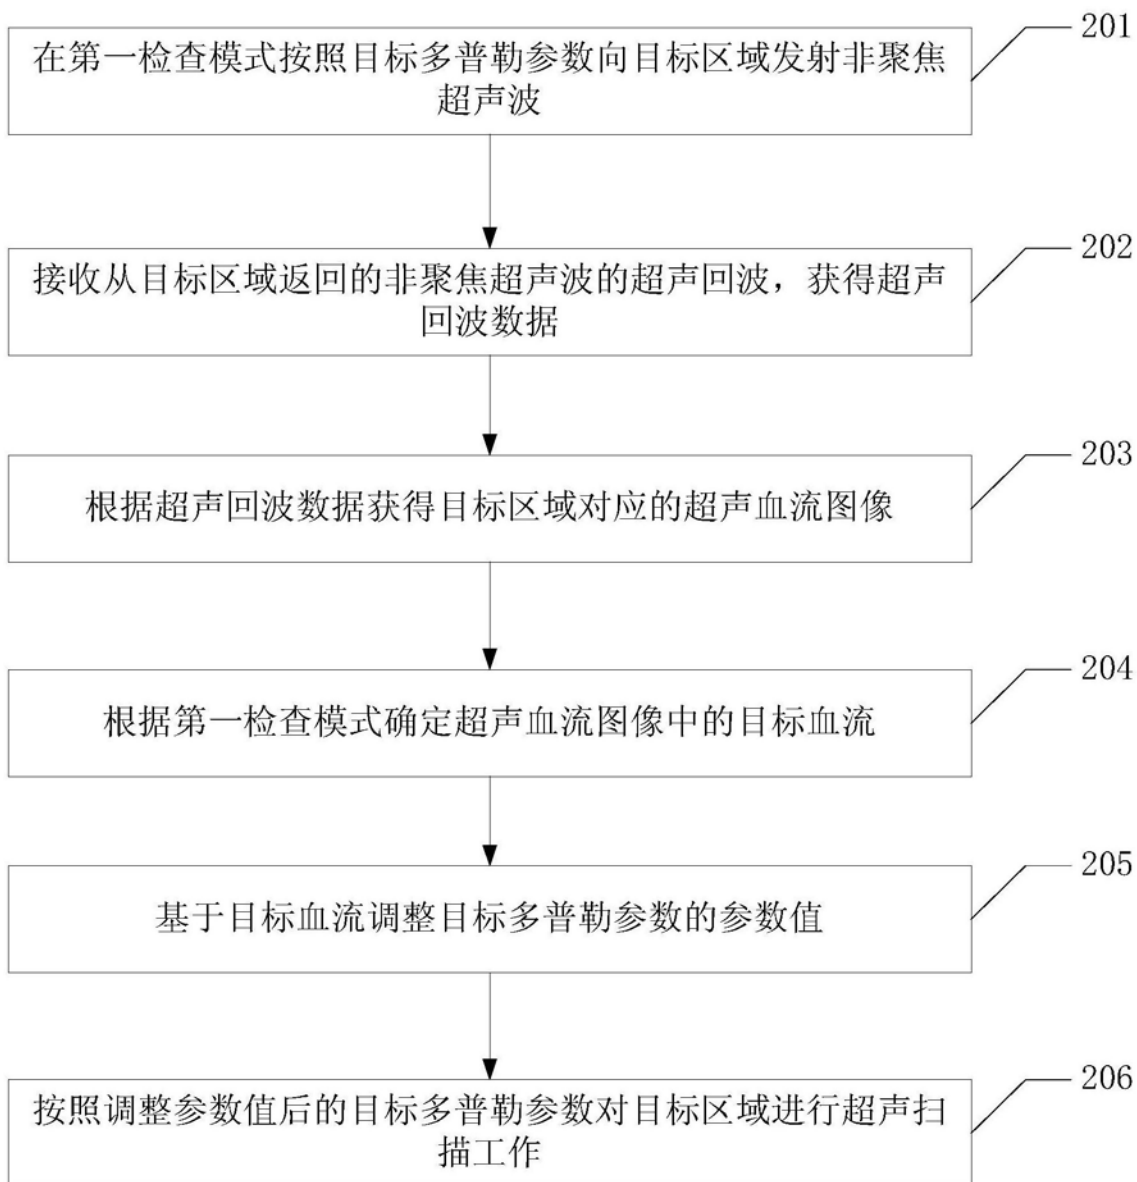 201
在第一检查模式按照目标多普勒参数向目标区域发射非聚焦
超声波
202
接收从目标区域返回的非聚焦超声波的超声回波，获得超声
回波数据
203
根据超声回波数据获得目标区域对应的超声血流图像
204
根据第一检查模式确定超声血流图像中的目标血流
205
基于目标血流调整目标多普勒参数的参数值
206
按照调整参数值后的目标多普勒参数对目标区域进行超声扫
描工作